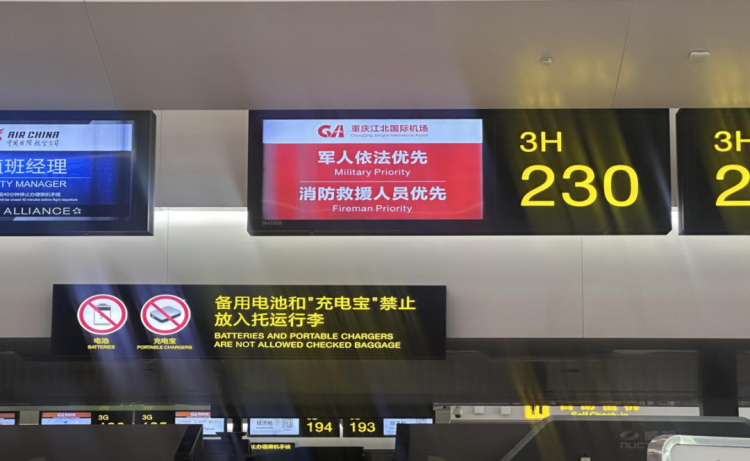 AIR CHINA
中国国际航空公司
值班经理
TY MANAGER
ALLIANCE
重庆江北国际机场
ChongQing Jiangbei International Airport
军人依法优先
Military Priority
消防救援人员优先
Fireman Priority
3H
230
3H
2
备用电池和"充电宝"禁止
放入托运行李
BATTERIES AND PORTABLE CHARGERS
ARE NOT ALLOWED CHECKED BAGGAGE
电池
BATTERIES
充电宝
PORTABLE CHARGERS
3G
3G
194
193
Self Check-in